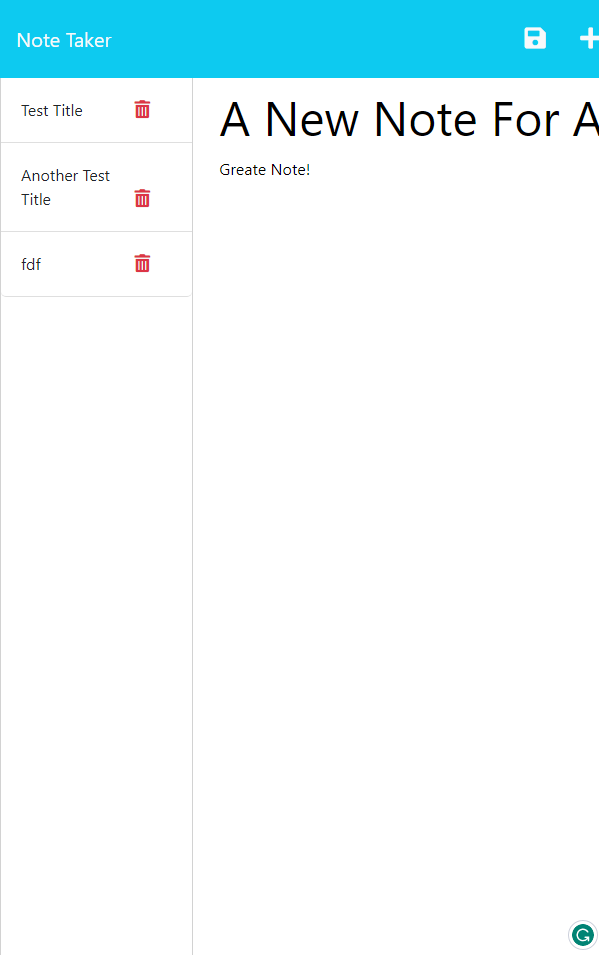 Note Taker
Test Title
Another Test
Title
fdf
A New Note For A
Greate Note!